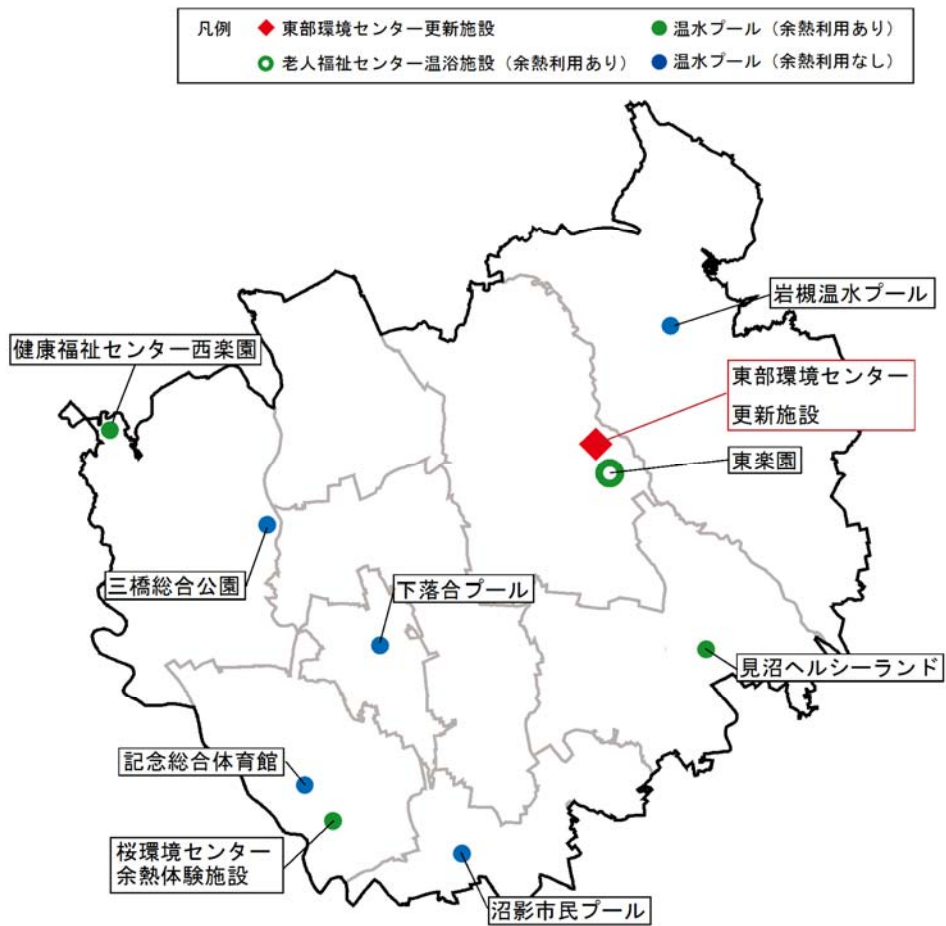 凡例
東部環境センター更新施設
温水プール（余熱利用あり）
老人福祉センター温浴施設（余熱利用あり）
温水プール（余熱利用なし）
岩槻温水プール
健康福祉センター西楽園
東部環境センター
更新施設
東楽園
三橋総合公園
下落合プール
見沼ヘルシーランド
記念総合体育館
桜環境センター
余熱体験施設
沼影市民プール